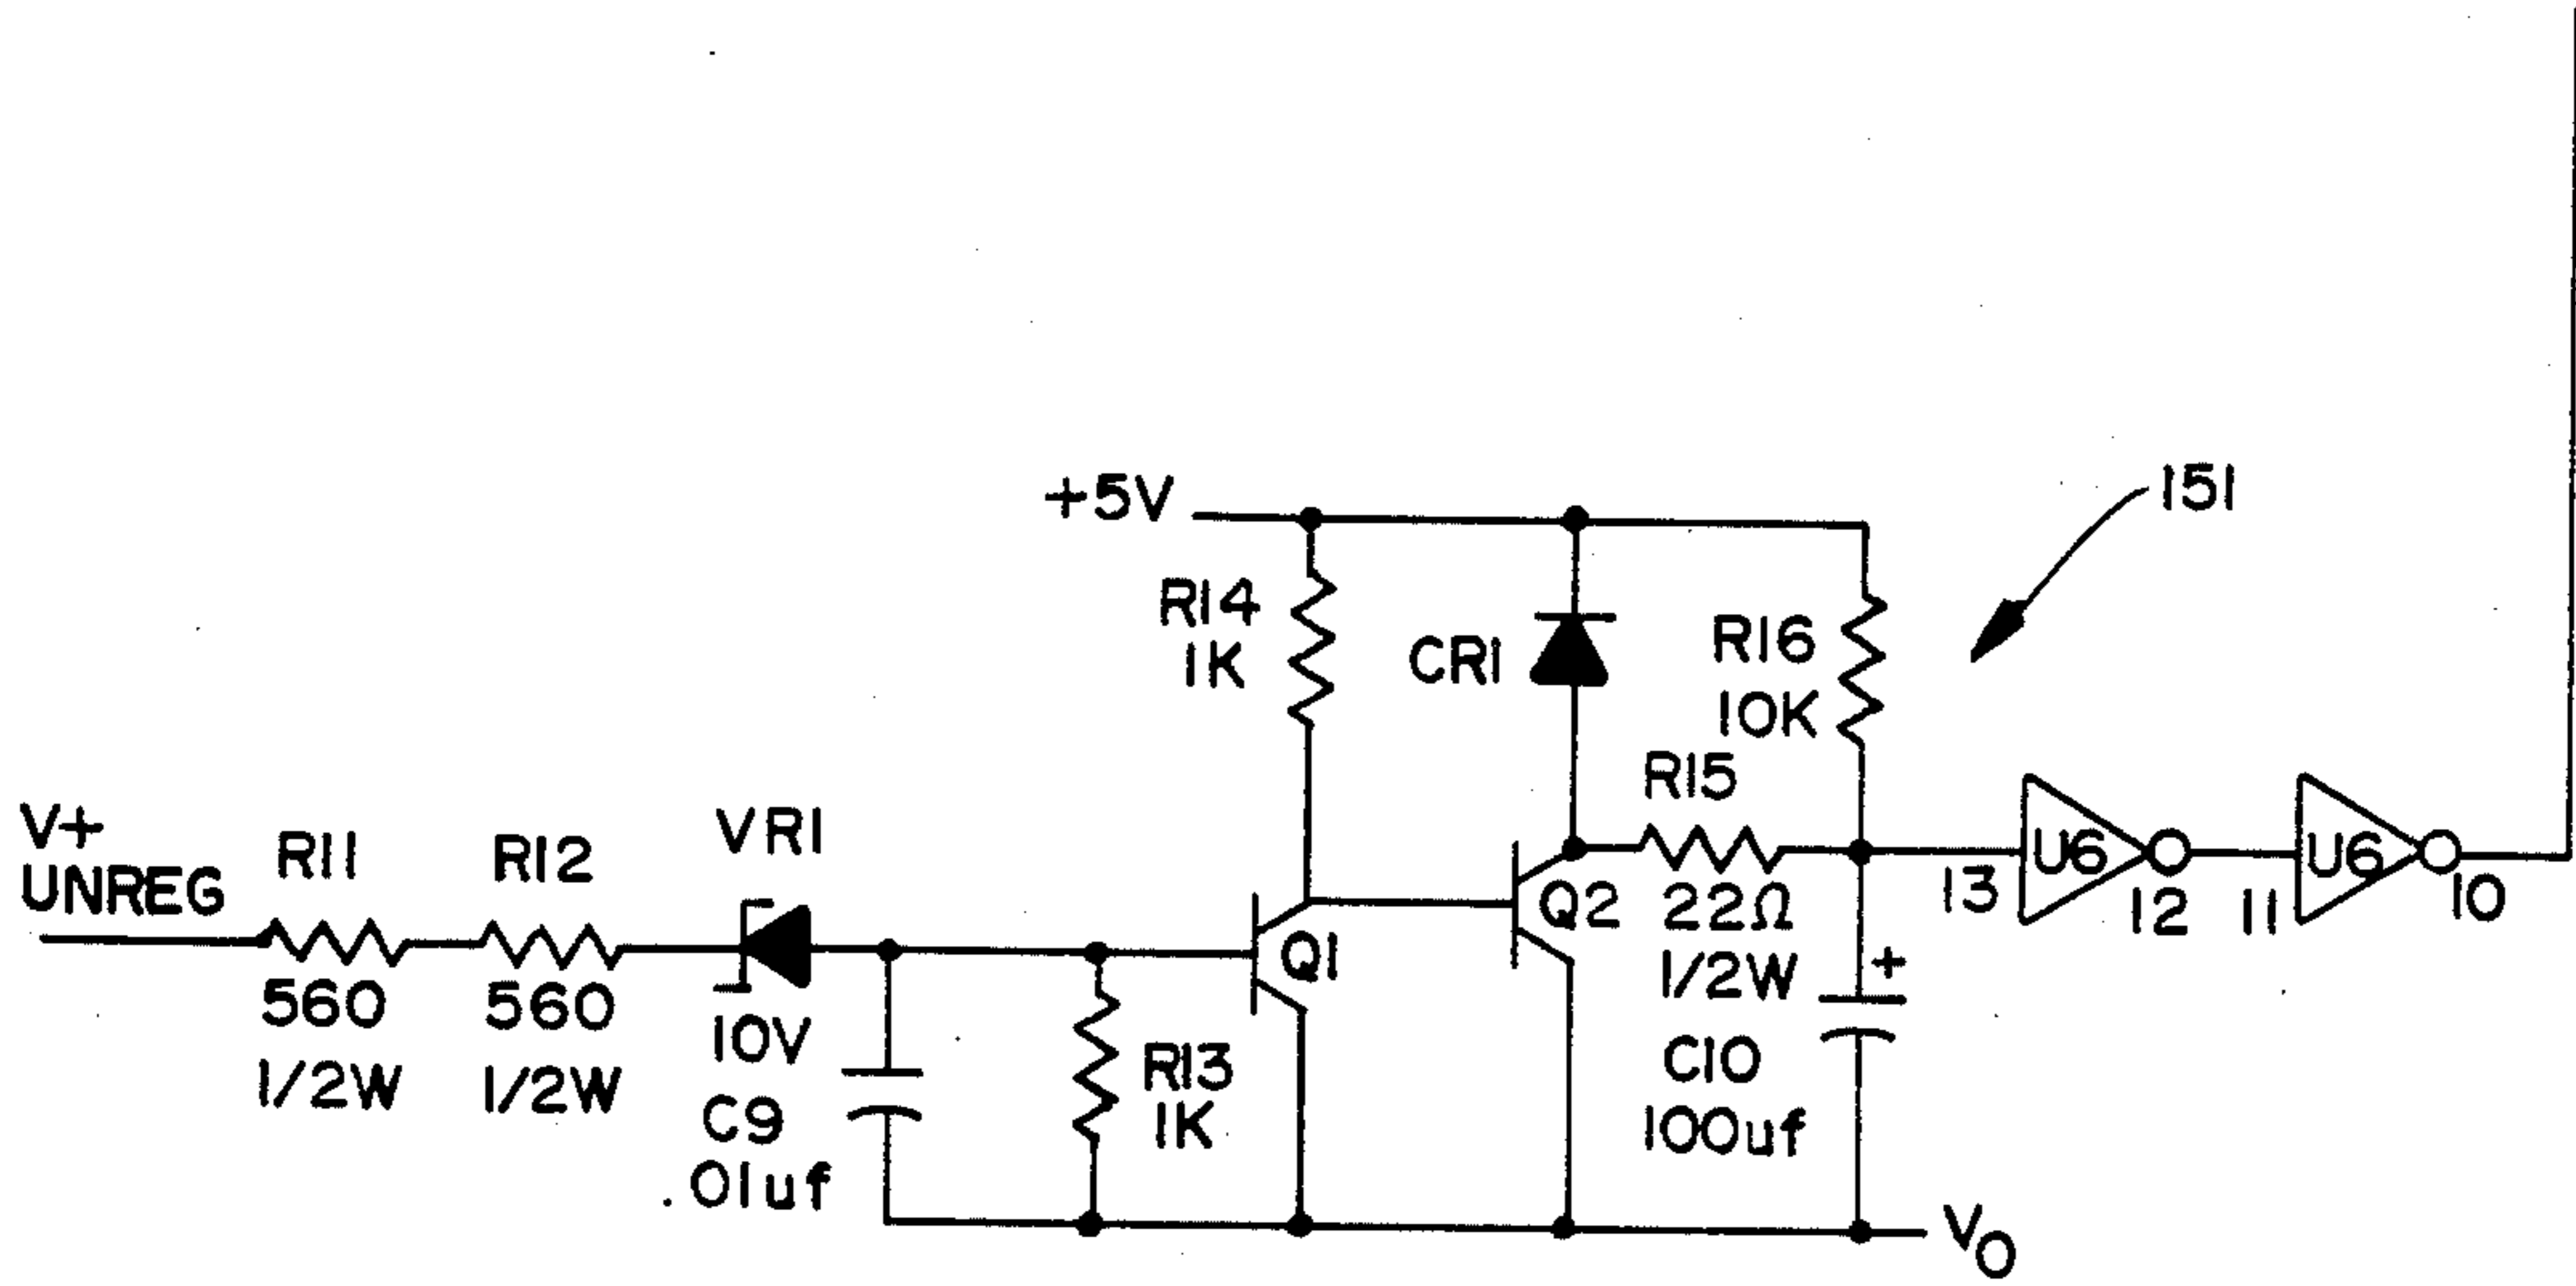 +5V
151
R14
1K
CR1
R16
10K
R15
22Ω
1/2W
V+
UNREG
R11
560
1/2W
R12
560
1/2W
VR1
10V
C9
.01uf
R13
1K
Q1
Q2
C10
100uf
+
13
U6
12
11
U6
10
VO